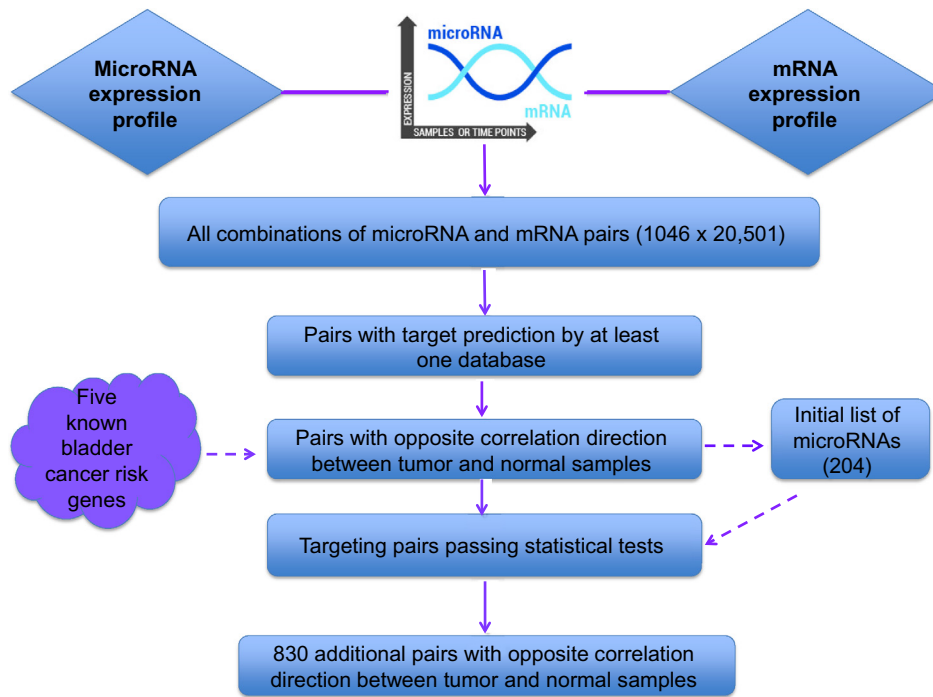 MicroRNA
expression
profile
microRNA
mRNA
EXPRESSION
SAMPLES OR TIME POINTS
mRNA
expression
profile
All combinations of microRNA and mRNA pairs (1046 x 20,501)
Pairs with target prediction by at least
one database
Five
known
bladder
cancer risk
genes
Pairs with opposite correlation direction
between tumor and normal samples
Initial list of
microRNAs
(204)
Targeting pairs passing statistical tests
830 additional pairs with opposite correlation
direction between tumor and normal samples